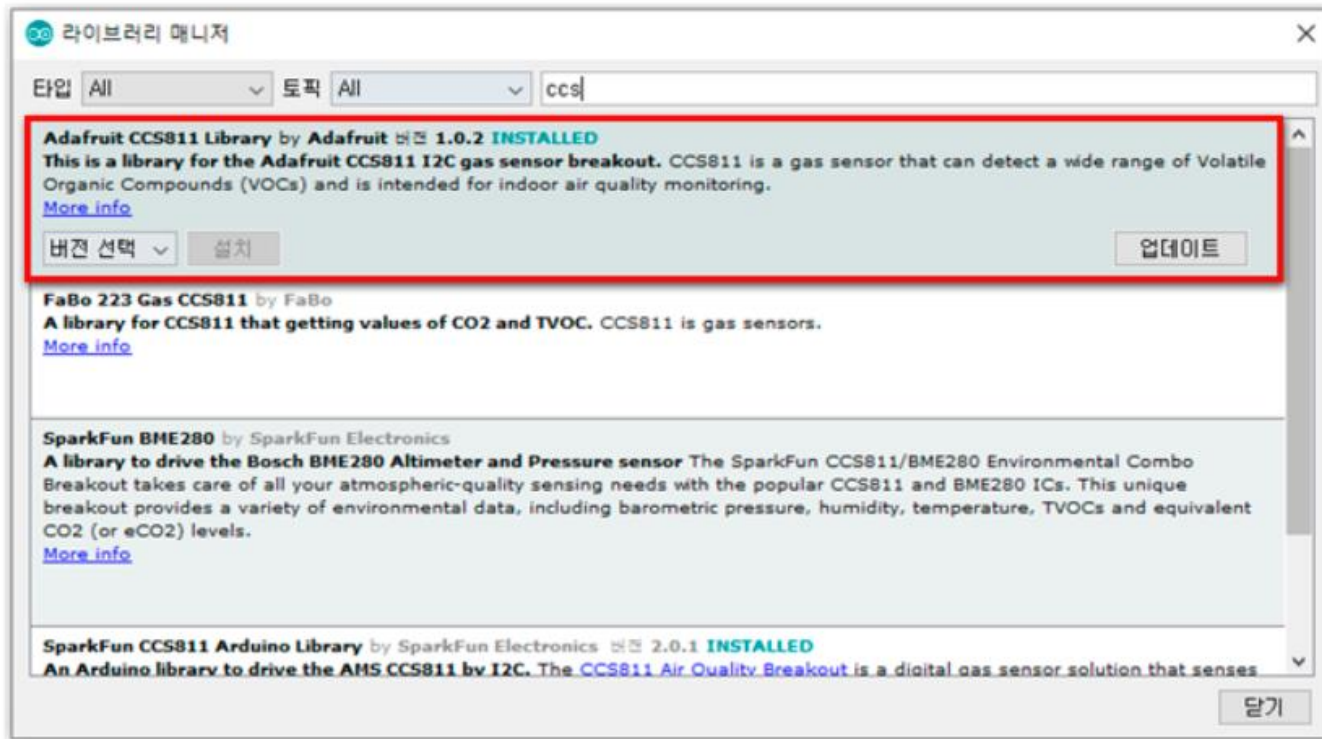 라이브러리 매니저
타입 All 토픽 All ccs
Adafruit CCS811 Library by Adafruit 버전 1.0.2 INSTALLED
This is a library for the Adafruit CCS811 I2C gas sensor breakout. CCS811 is a gas sensor that can detect a wide range of Volatile
Organic Compounds (VOCs) and is intended for indoor air quality monitoring.
More info
버전 선택 설치 업데이트
FaBo 223 Gas CCS811 by FaBo
A library for CCS811 that getting values of CO2 and TVOC. CCS811 is gas sensors.
More info
SparkFun BME280 by SparkFun Electronics
A library to drive the Bosch BME280 Altimeter and Pressure sensor The SparkFun CCS811/BME280 Environmental Combo
Breakout takes care of all your atmospheric-quality sensing needs with the popular CCS811 and BME280 ICs. This unique
breakout provides a variety of environmental data, including barometric pressure, humidity, temperature, TVOCs and equivalent
CO2 (or eCO2) levels.
More info
SparkFun CCS811 Arduino Library by SparkFun Electronics 버전 2.0.1 INSTALLED
An Arduino library to drive the AMS CCS811 by I2C. The CCS811 Air Quality Breakout is a digital gas sensor solution that senses
닫기